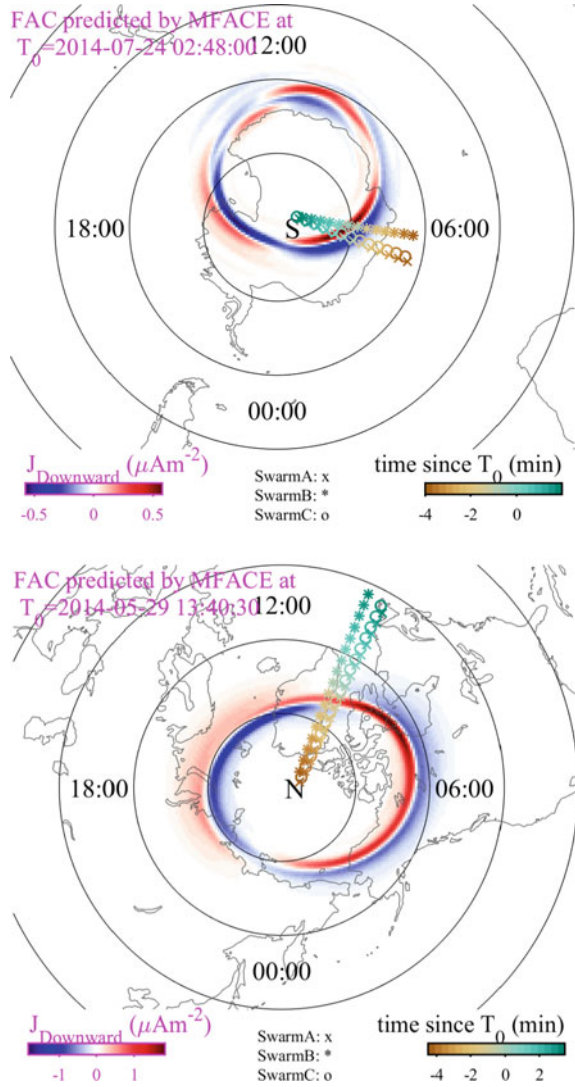 FAC predicted by MFACE at
T0=2014-07-24 02:48:00
12:00
18:00
S
06:00
00:00
JDownward (μAm-2)
-0.5 0 0.5
SwarmA: x
SwarmB: *
SwarmC: o
time since T0 (min)
-4 -2 0
FAC predicted by MFACE at
T0=2014-05-29 13:40:30
12:00
18:00
N
06:00
00:00
JDownward (μAm-2)
-1 0 1
SwarmA: x
SwarmB: *
SwarmC: o
time since T0 (min)
-4 -2 0 2